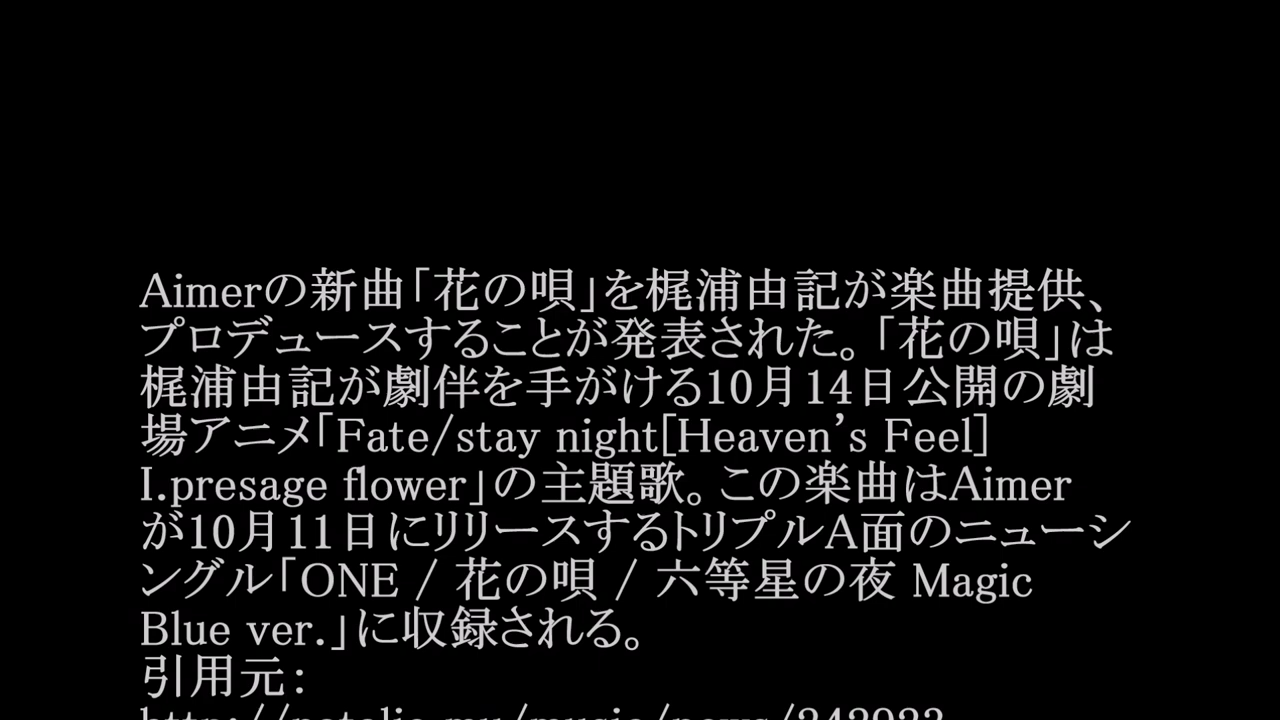 Aimerの新曲「花の唄」を梶浦由記が楽曲提供、
プロデュースすることが発表された。「花の唄」は
梶浦由記が劇伴を手がける10月14日公開の劇
場アニメ「Fate/stay night[Heaven's Feel]
I.presage flower」の主題歌。この楽曲はAimer
が10月11日にリリースするトリプルA面のニューシ
ングル「ONE / 花の唄 / 六等星の夜 Magic
Blue ver.」に収録される。
引用元：